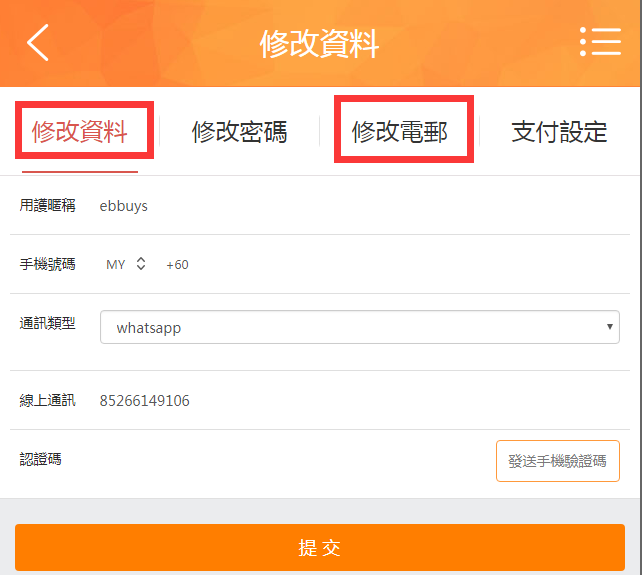 修改資料
修改資料 修改密碼 修改電郵 支付設定
用護暱稱 ebbuys
手機號碼 MY +60
通訊類型 whatsapp
線上通訊 85266149106
認證碼 發送手機驗證碼
提交